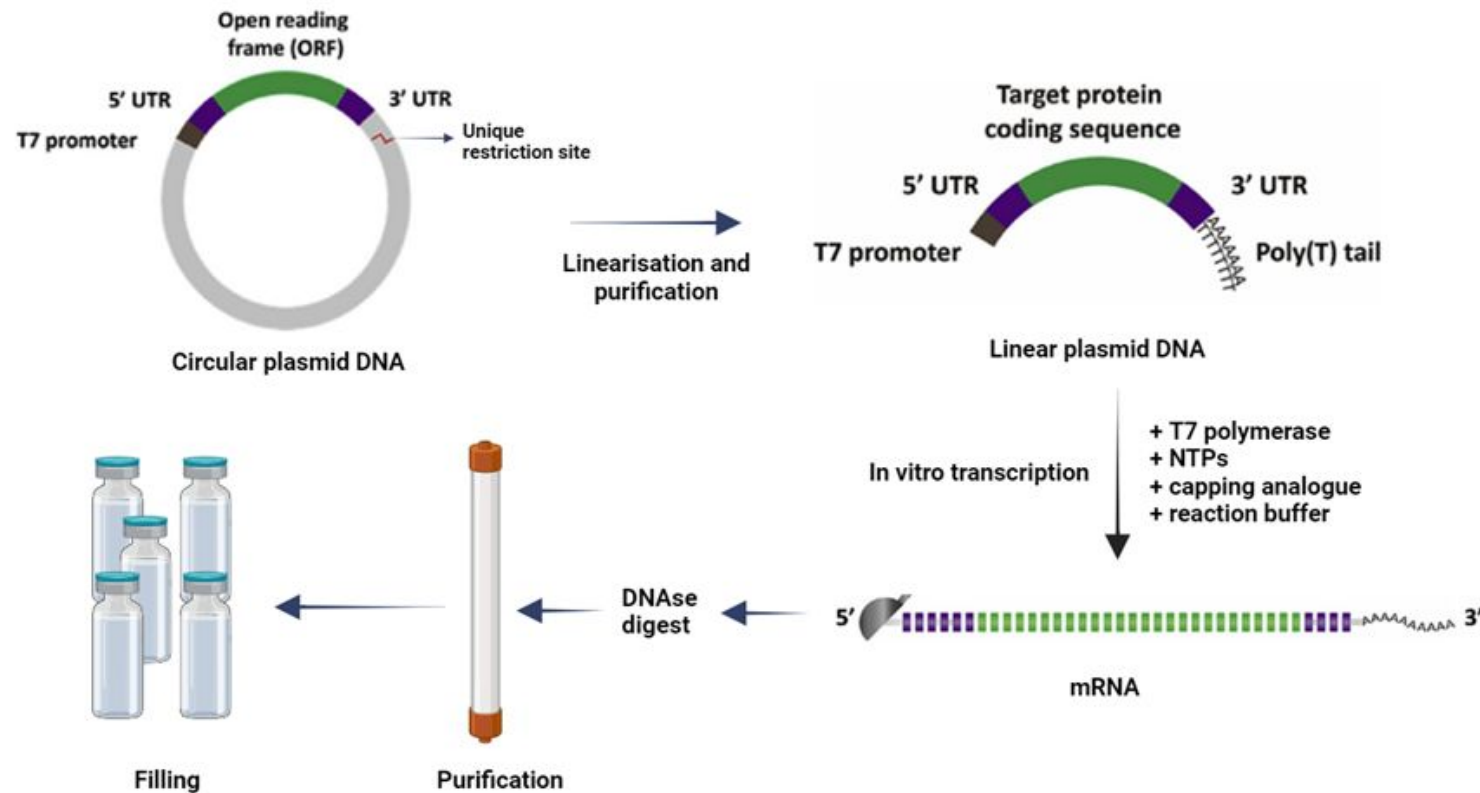 Open reading
frame (ORF)
5' UTR
3' UTR
T7 promoter
Unique
restriction site
Circular plasmid DNA
Linearisation and
purification
Target protein
coding sequence
5' UTR
3' UTR
T7 promoter
AAAAAAA
TTTTTTT
Poly(T) tail
Linear plasmid DNA
In vitro transcription
+ T7 polymerase
+ NTPs
+ capping analogue
+ reaction buffer
5'
3'
mRNA
DNAse
digest
Purification
Filling